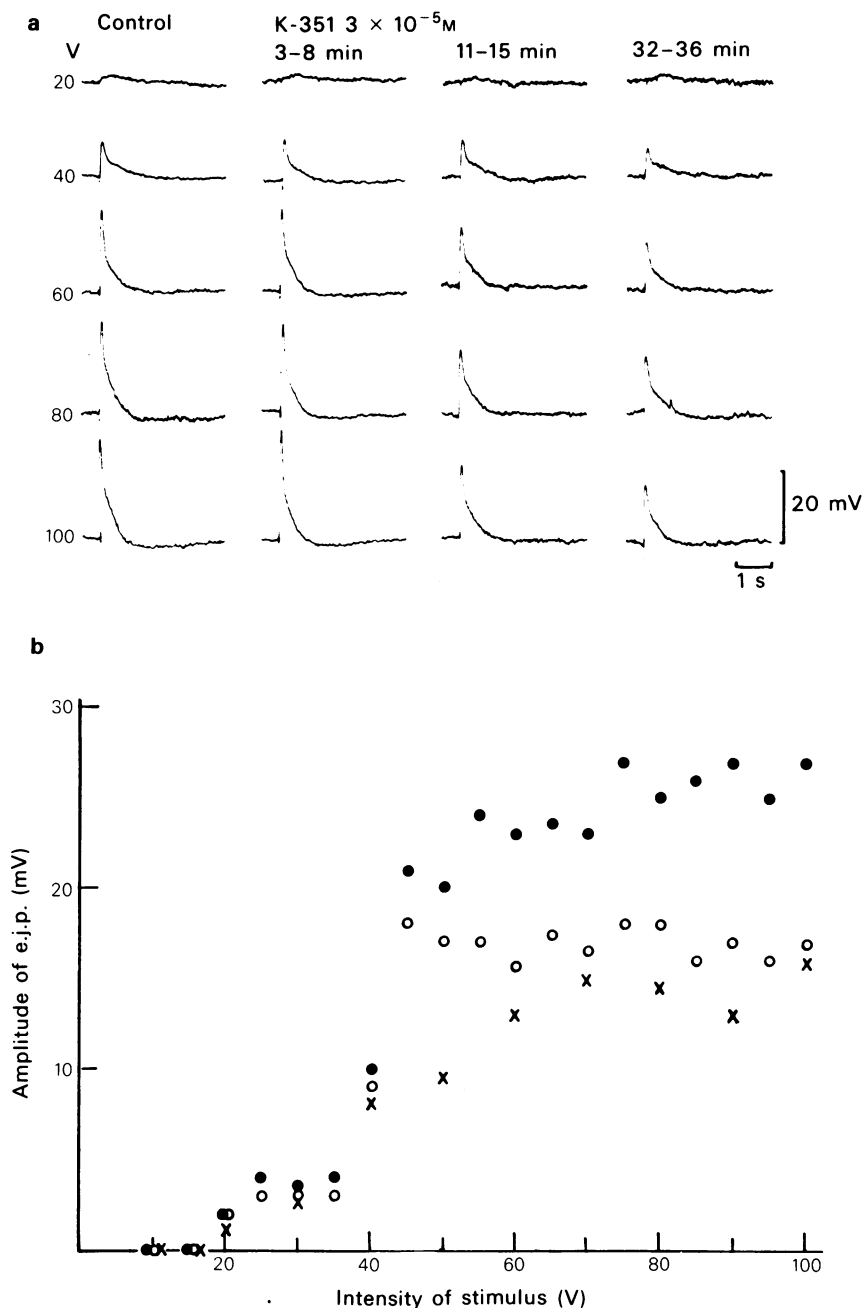 a Control K-351 3 × 10⁻⁵M
V 3–8 min 11–15 min 32–36 min
20
40
60
80
100
20 mV
1 s
b
30
20
10
Amplitude of e.j.p. (mV)
20 40 60 80 100
Intensity of stimulus (V)